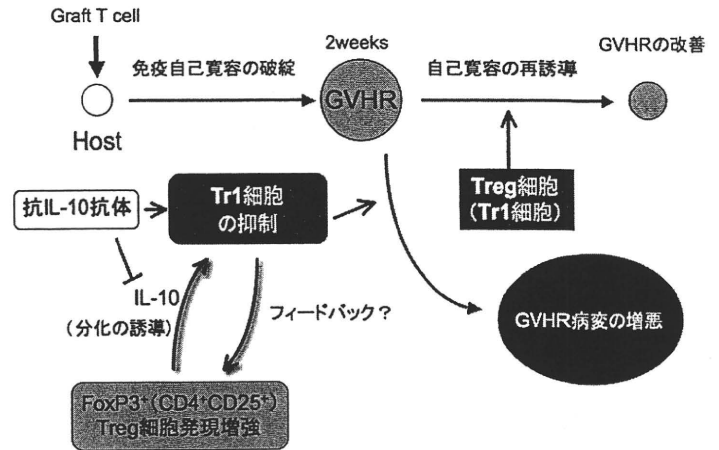 Graft T cell
2weeks
GVHRの改善
免疫自己寛容の破綻
GVHR
自己寛容の再誘導
Host
抗IL-10抗体
Tr1細胞
の抑制
Treg細胞
(Tr1細胞)
IL-10
(分化の誘導)
フィードバック?
GVHR病変の増悪
FoxP3⁺(CD4⁺CD25⁺)
Treg細胞発現増強